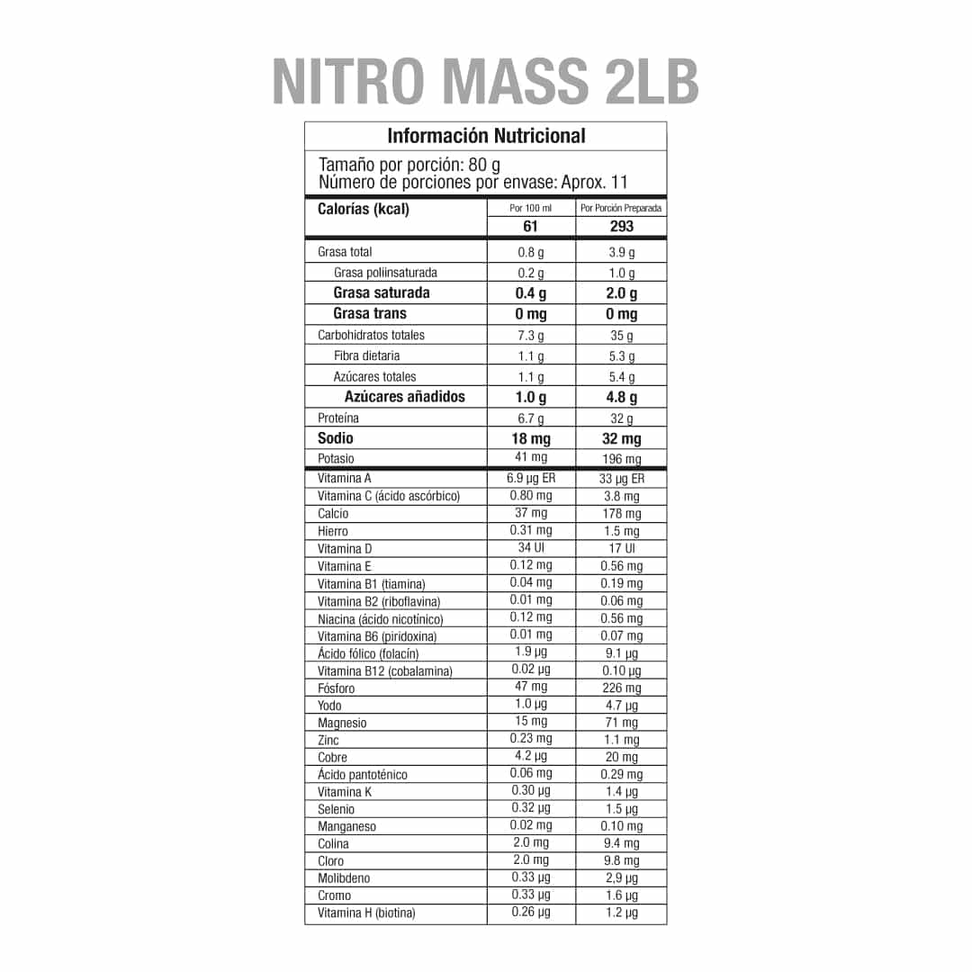 NITRO MASS 2LB
Información Nutricional
Tamaño por porción: 80 g
Número de porciones por envase: Aprox. 11
Calorías (kcal) Por 100 ml Por Porción Preparada
61 293
Grasa total 0.8 g 3.9 g
Grasa poliinsaturada 0.2 g 1.0 g
Grasa saturada 0.4 g 2.0 g
Grasa trans 0 mg 0 mg
Carbohidratos totales 7.3 g 35 g
Fibra dietaria 1.1 g 5.3 g
Azúcares totales 1.1 g 5.4 g
Azúcares añadidos 1.0 g 4.8 g
Proteína 6.7 g 32 g
Sodio 18 mg 32 mg
Potasio 41 mg 196 mg
Vitamina A 6.9 µg ER 33 µg ER
Vitamina C (ácido ascórbico) 0.80 mg 3.8 mg
Calcio 37 mg 178 mg
Hierro 0.31 mg 1.5 mg
Vitamina D 34 UI 17 UI
Vitamina E 0.12 mg 0.56 mg
Vitamina B1 (tiamina) 0.04 mg 0.19 mg
Vitamina B2 (riboflavina) 0.01 mg 0.06 mg
Niacina (ácido nicotínico) 0.12 mg 0.56 mg
Vitamina B6 (piridoxina) 0.01 mg 0.07 mg
Ácido fólico (folacín) 1.9 µg 9.1 µg
Vitamina B12 (cobalamina) 0.02 µg 0.10 µg
Fósforo 47 mg 226 mg
Yodo 1.0 µg 4.7 µg
Magnesio 15 mg 71 mg
Zinc 0.23 mg 1.1 mg
Cobre 4.2 µg 20 mg
Ácido pantoténico 0.06 mg 0.29 mg
Vitamina K 0.30 µg 1.4 µg
Selenio 0.32 µg 1.5 µg
Manganeso 0.02 mg 0.10 mg
Colina 2.0 mg 9.4 mg
Cloro 2.0 mg 9.8 mg
Molibdeno 0.33 µg 2,9 µg
Cromo 0.33 µg 1.6 µg
Vitamina H (biotina) 0.26 µg 1.2 µg